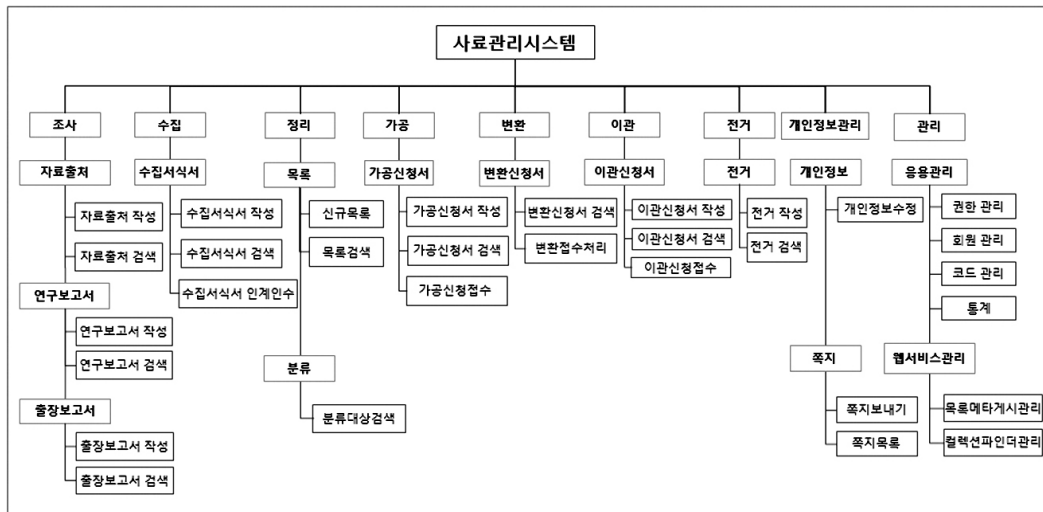 사료관리시스템
조사
수집
정리
가공
변환
이관
전거
개인정보관리
관리
자료출처
수집서식서
목록
가공신청서
변환신청서
이관신청서
전거
개인정보
응용관리
자료출처 작성
자료출처 검색
연구보고서
연구보고서 작성
연구보고서 검색
출장보고서
출장보고서 작성
출장보고서 검색
수집서식서 작성
수집서식서 검색
수집서식서 인계인수
신규목록
목록검색
분류
분류대상검색
가공신청서 작성
가공신청서 검색
가공신청접수
변환신청서 검색
변환접수처리
이관신청서 작성
이관신청서 검색
이관신청접수
전거 작성
전거 검색
개인정보수정
쪽지
쪽지보내기
쪽지목록
권한 관리
회원 관리
코드 관리
통계
웹서비스관리
목록메타게시관리
컬렉션파인더관리